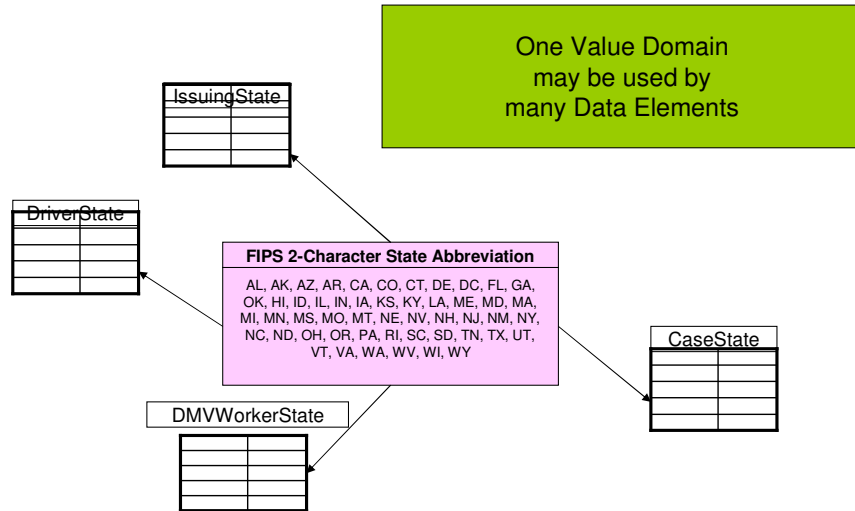 One Value Domain
may be used by
many Data Elements
IssuingState
DriverState
FIPS 2-Character State Abbreviation
AL, AK, AZ, AR, CA, CO, CT, DE, DC, FL, GA,
OK, HI, ID, IL, IN, IA, KS, KY, LA, ME, MD, MA,
MI, MN, MS, MO, MT, NE, NV, NH, NJ, NM, NY,
NC, ND, OH, OR, PA, RI, SC, SD, TN, TX, UT,
VT, VA, WA, WV, WI, WY
CaseState
DMVWorkerState